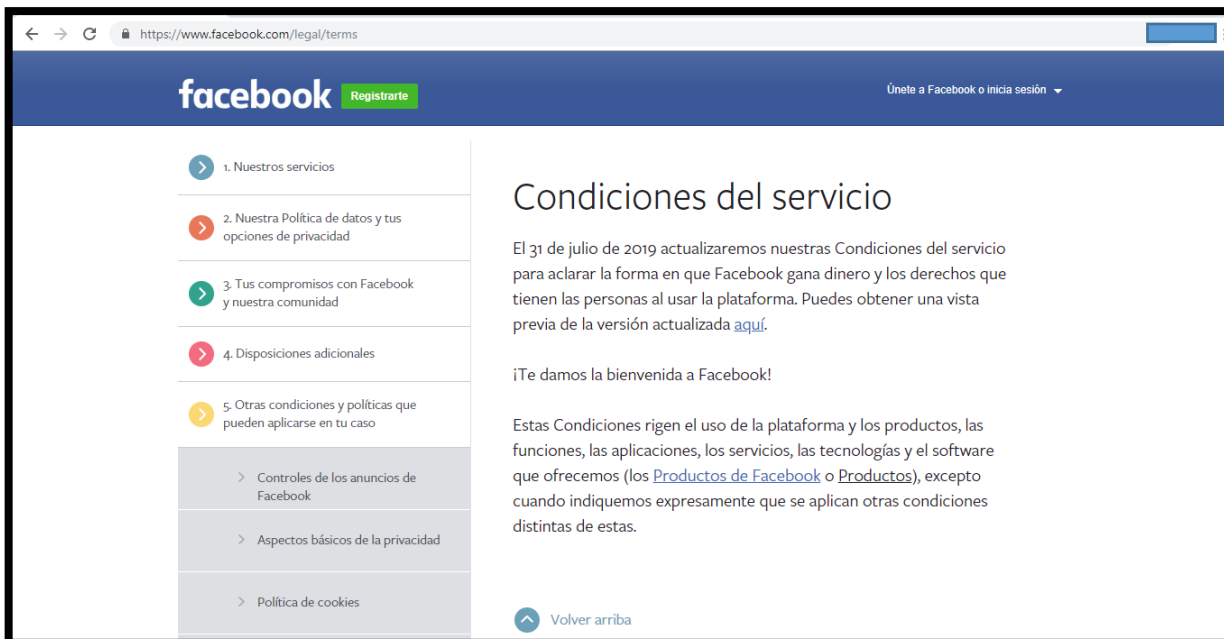 https://www.facebook.com/legal/terms
facebook
Registrarte
Únete a Facebook o inicia sesión
1. Nuestros servicios
2. Nuestra Política de datos y tus
opciones de privacidad
3. Tus compromisos con Facebook
y nuestra comunidad
4. Disposiciones adicionales
5. Otras condiciones y políticas que
pueden aplicarse en tu caso
Controles de los anuncios de
Facebook
Aspectos básicos de la privacidad
Política de cookies
Condiciones del servicio
El 31 de julio de 2019 actualizaremos nuestras Condiciones del servicio
para aclarar la forma en que Facebook gana dinero y los derechos que
tienen las personas al usar la plataforma. Puedes obtener una vista
previa de la versión actualizada aquí.
¡Te damos la bienvenida a Facebook!
Estas Condiciones rigen el uso de la plataforma y los productos, las
funciones, las aplicaciones, los servicios, las tecnologías y el software
que ofrecemos (los Productos de Facebook o Productos), excepto
cuando indiquemos expresamente que se aplican otras condiciones
distintas de estas.
Volver arriba